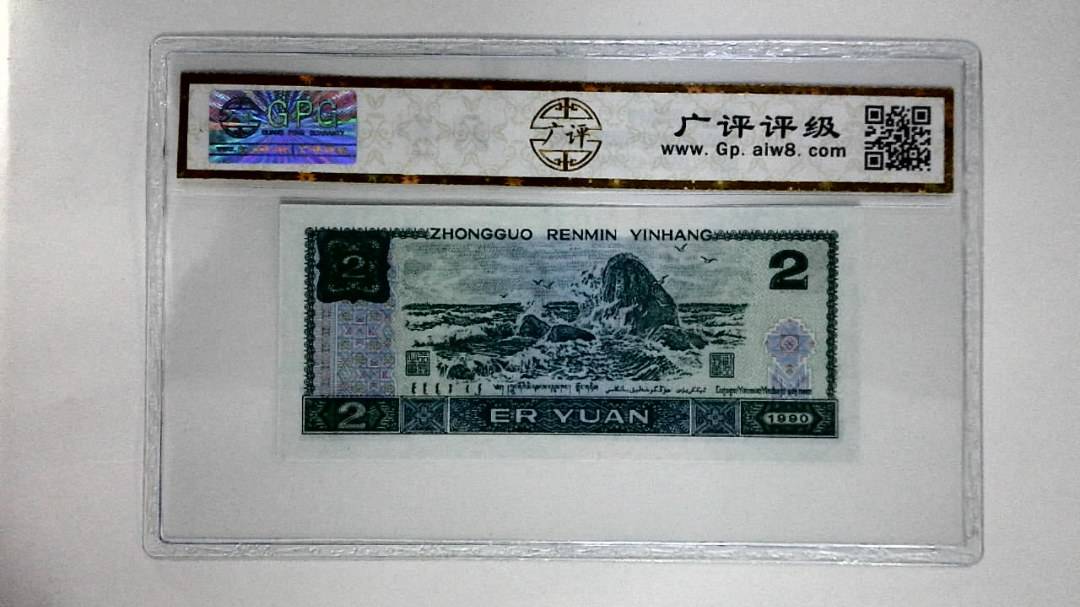 GPG
广评
广评评级
www. Gp. aiw8. com
ZHONGGUO RENMIN YINHANG
2
2
2
ER YUAN
1990